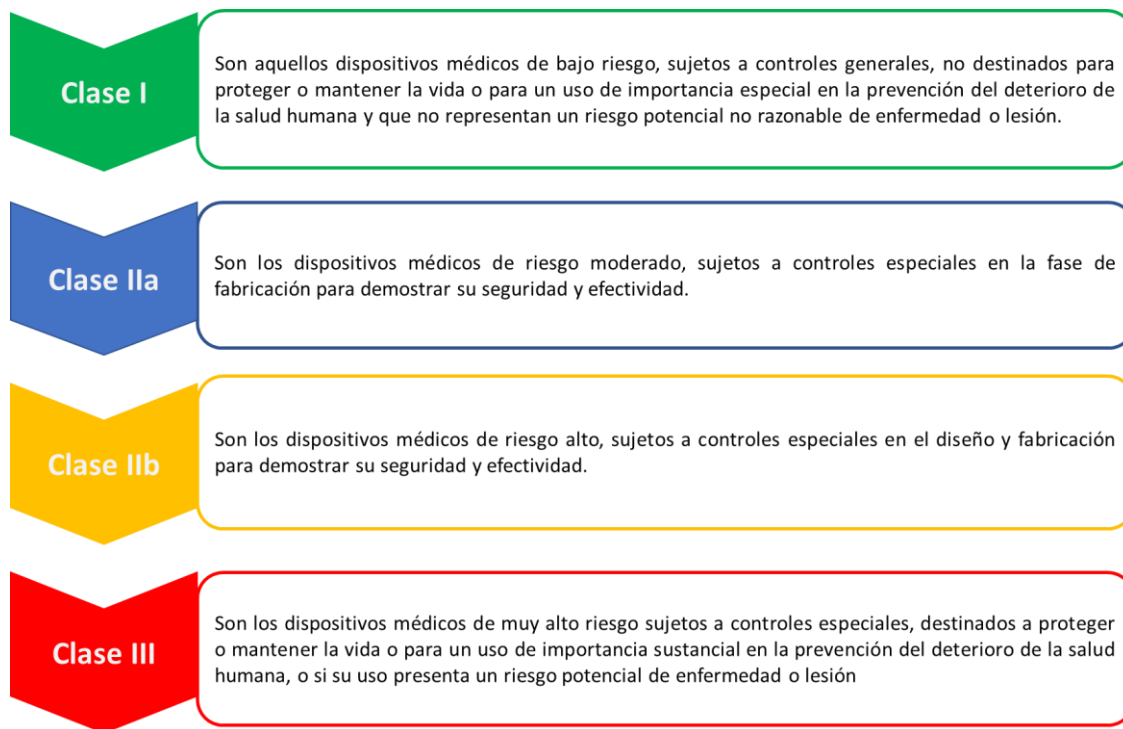 Clase I
Son aquellos dispositivos médicos de bajo riesgo, sujetos a controles generales, no destinados para
proteger o mantener la vida o para un uso de importancia especial en la prevención del deterioro de
la salud humana y que no representan un riesgo potencial no razonable de enfermedad o lesión.
Clase IIa
Son los dispositivos médicos de riesgo moderado, sujetos a controles especiales en la fase de
fabricación para demostrar su seguridad y efectividad.
Clase IIb
Son los dispositivos médicos de riesgo alto, sujetos a controles especiales en el diseño y fabricación
para demostrar su seguridad y efectividad.
Clase III
Son los dispositivos médicos de muy alto riesgo sujetos a controles especiales, destinados a proteger
o mantener la vida o para un uso de importancia sustancial en la prevención del deterioro de la salud
humana, o si su uso presenta un riesgo potencial de enfermedad o lesión